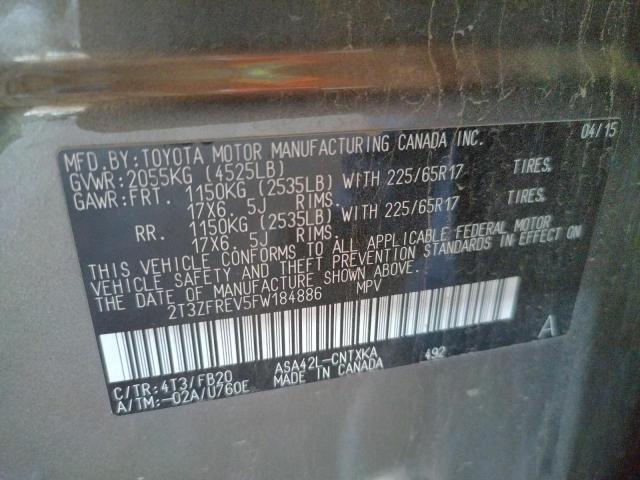 MFD.BY:TOYOTA MOTOR MANUFACTURING CANADA INC. 04/15
GVWR:2055KG (4525LB)
GAWR:FRT. 1150KG (2535LB) WITH 225/65R17 TIRES,
17X6. 5J RIMS.
RR. 1150KG (2535LB) WITH 225/65R17 TIRES,
17X6. 5J RIMS.
THIS VEHICLE CONFORMS TO ALL APPLICABLE FEDERAL MOTOR
VEHICLE SAFETY AND THEFT PREVENTION STANDARDS IN EFFECT ON
THE DATE OF MANUFACTURE SHOWN ABOVE.
2T3ZFREV5FW184886 MPV
A
C/TR:4T3/FB20 ASA42L-CNTXKA 492
A/TM:-02A/U760E MADE IN CANADA